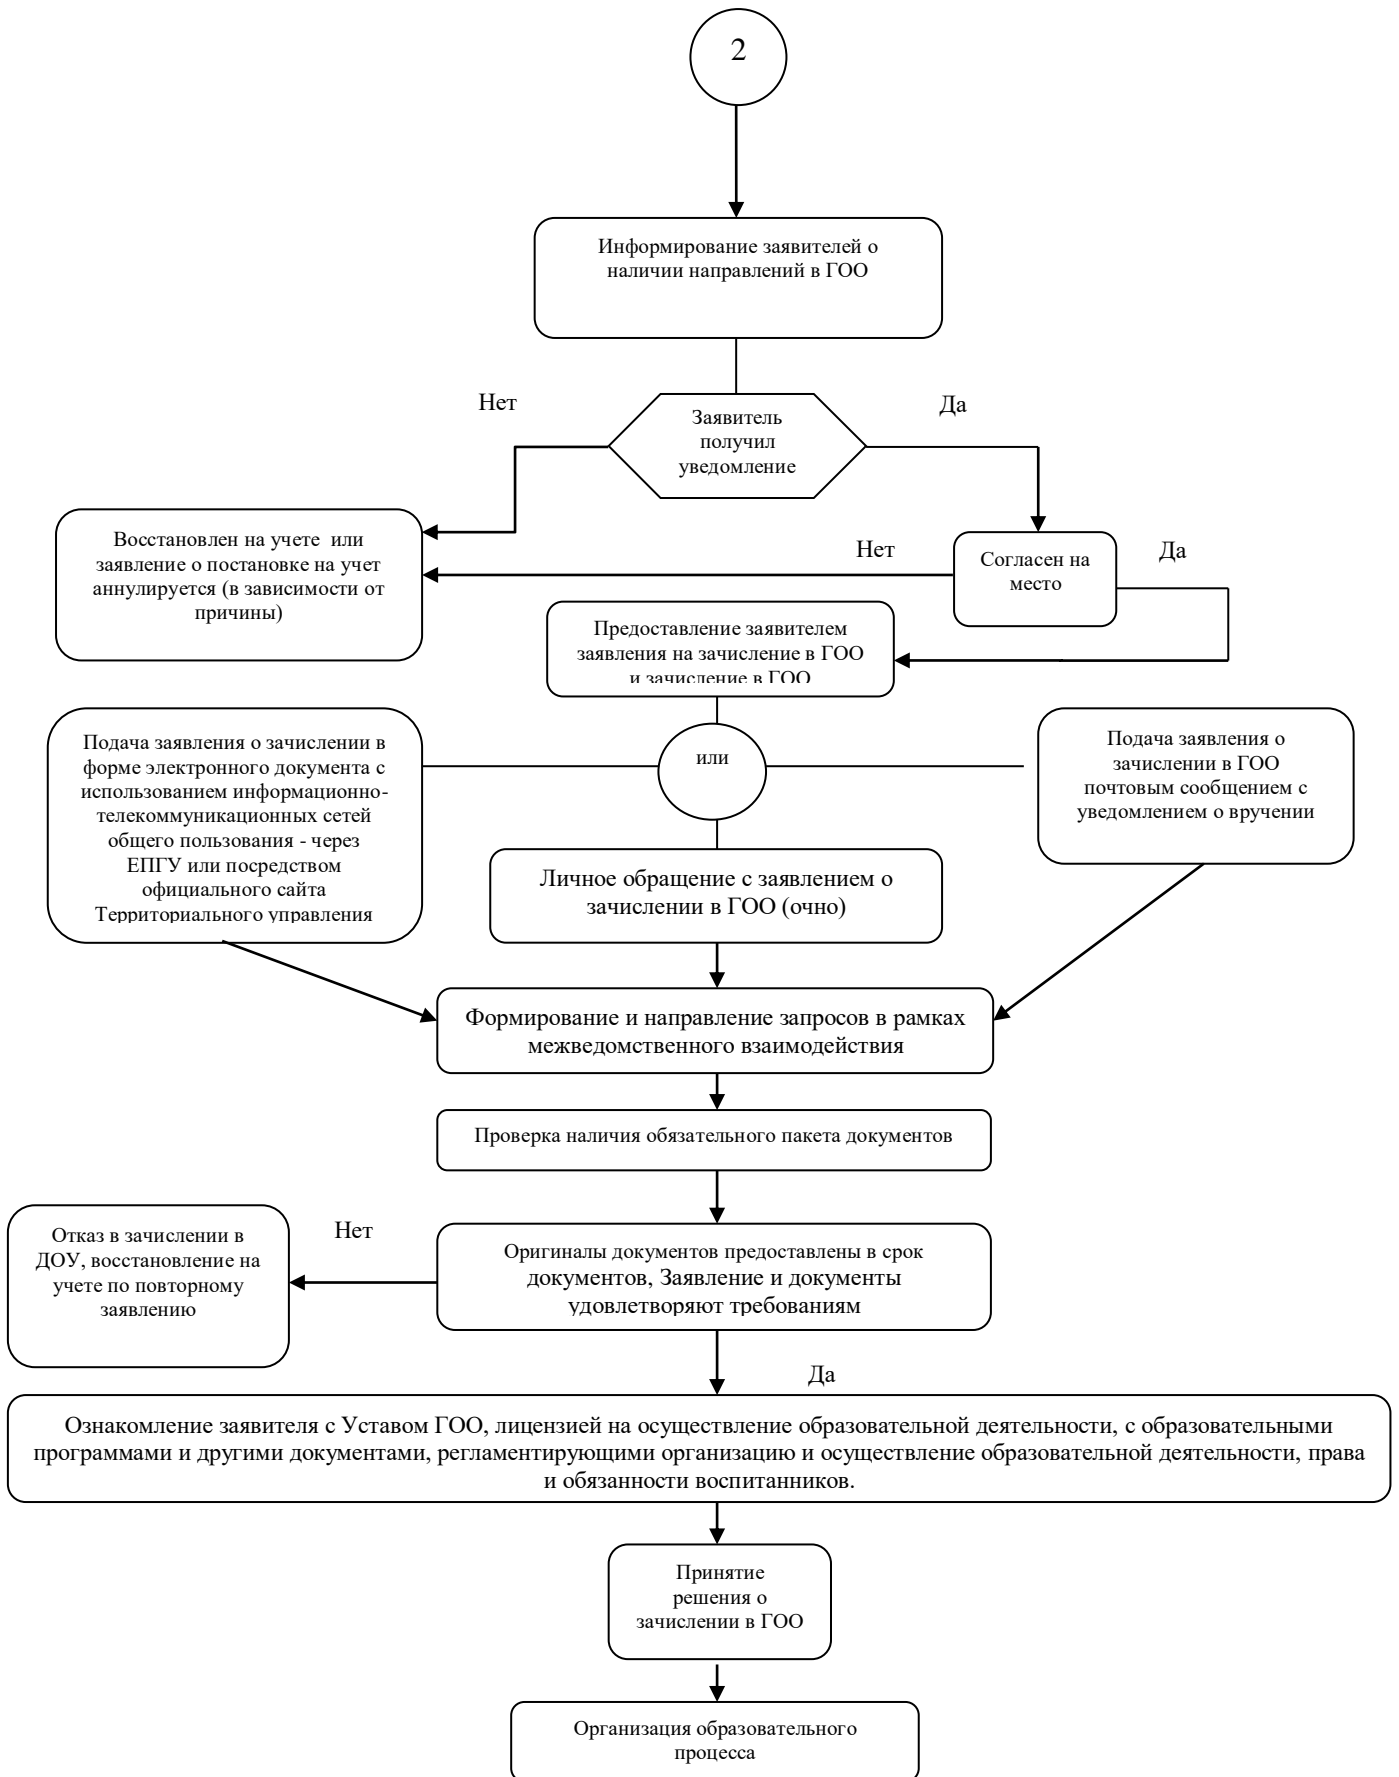 2
Информирование заявителей о
наличии направлений в ГОО
Нет
Да
Заявитель
получил
уведомление
Восстановлен на учете или
заявление о постановке на учет
аннулируется (в зависимости от
причины)
Нет
Согласен на
место
Да
Предоставление заявителем
заявления на зачисление в ГОО
и зачисление в ГОО
Подача заявления о зачислении в
форме электронного документа с
использованием информационно-
телекоммуникационных сетей
общего пользования - через
ЕПГУ или посредством
официального сайта
Территориального управления
или
Подача заявления о
зачислении в ГОО
почтовым сообщением с
уведомлением о вручении
Личное обращение с заявлением о
зачислении в ГОО (очно)
Формирование и направление запросов в рамках
межведомственного взаимодействия
Проверка наличия обязательного пакета документов
Отказ в зачислении в
ДОУ, восстановление на
учете по повторному
заявлению
Нет
Оригиналы документов предоставлены в срок
документов, Заявление и документы
удовлетворяют требованиям
Да
Ознакомление заявителя с Уставом ГОО, лицензией на осуществление образовательной деятельности, с образовательными
программами и другими документами, регламентирующими организацию и осуществление образовательной деятельности, права
и обязанности воспитанников.
Принятие
решения о
зачислении в ГОО
Организация образовательного
процесса